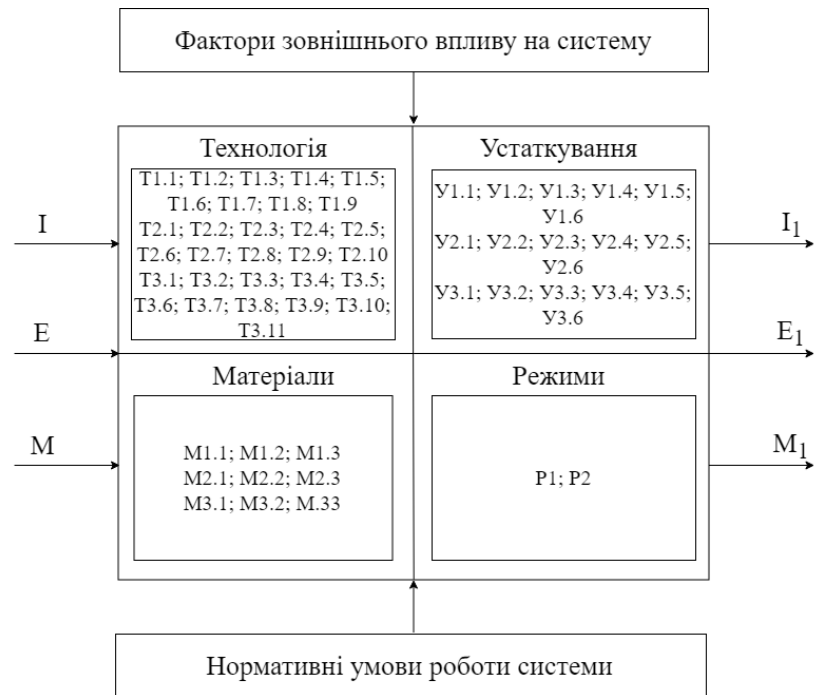 Фактори зовнішнього впливу на систему
Технологія
Т1.1; Т1.2; Т1.3; Т1.4; Т1.5;
Т1.6; Т1.7; Т1.8; Т1.9
Т2.1; Т2.2; Т2.3; Т2.4; Т2.5;
Т2.6; Т2.7; Т2.8; Т2.9; Т2.10
Т3.1; Т3.2; Т3.3; Т3.4; Т3.5;
Т3.6; Т3.7; Т3.8; Т3.9; Т3.10;
Т3.11
Устаткування
У1.1; У1.2; У1.3; У1.4; У1.5;
У1.6
У2.1; У2.2; У2.3; У2.4; У2.5;
У2.6
У3.1; У3.2; У3.3; У3.4; У3.5;
У3.6
I
I1
E
E1
Матеріали
М1.1; М1.2; М1.3
М2.1; М2.2; М2.3
М3.1; М3.2; М.33
Режими
Р1; Р2
М
М1
Нормативні умови роботи системи